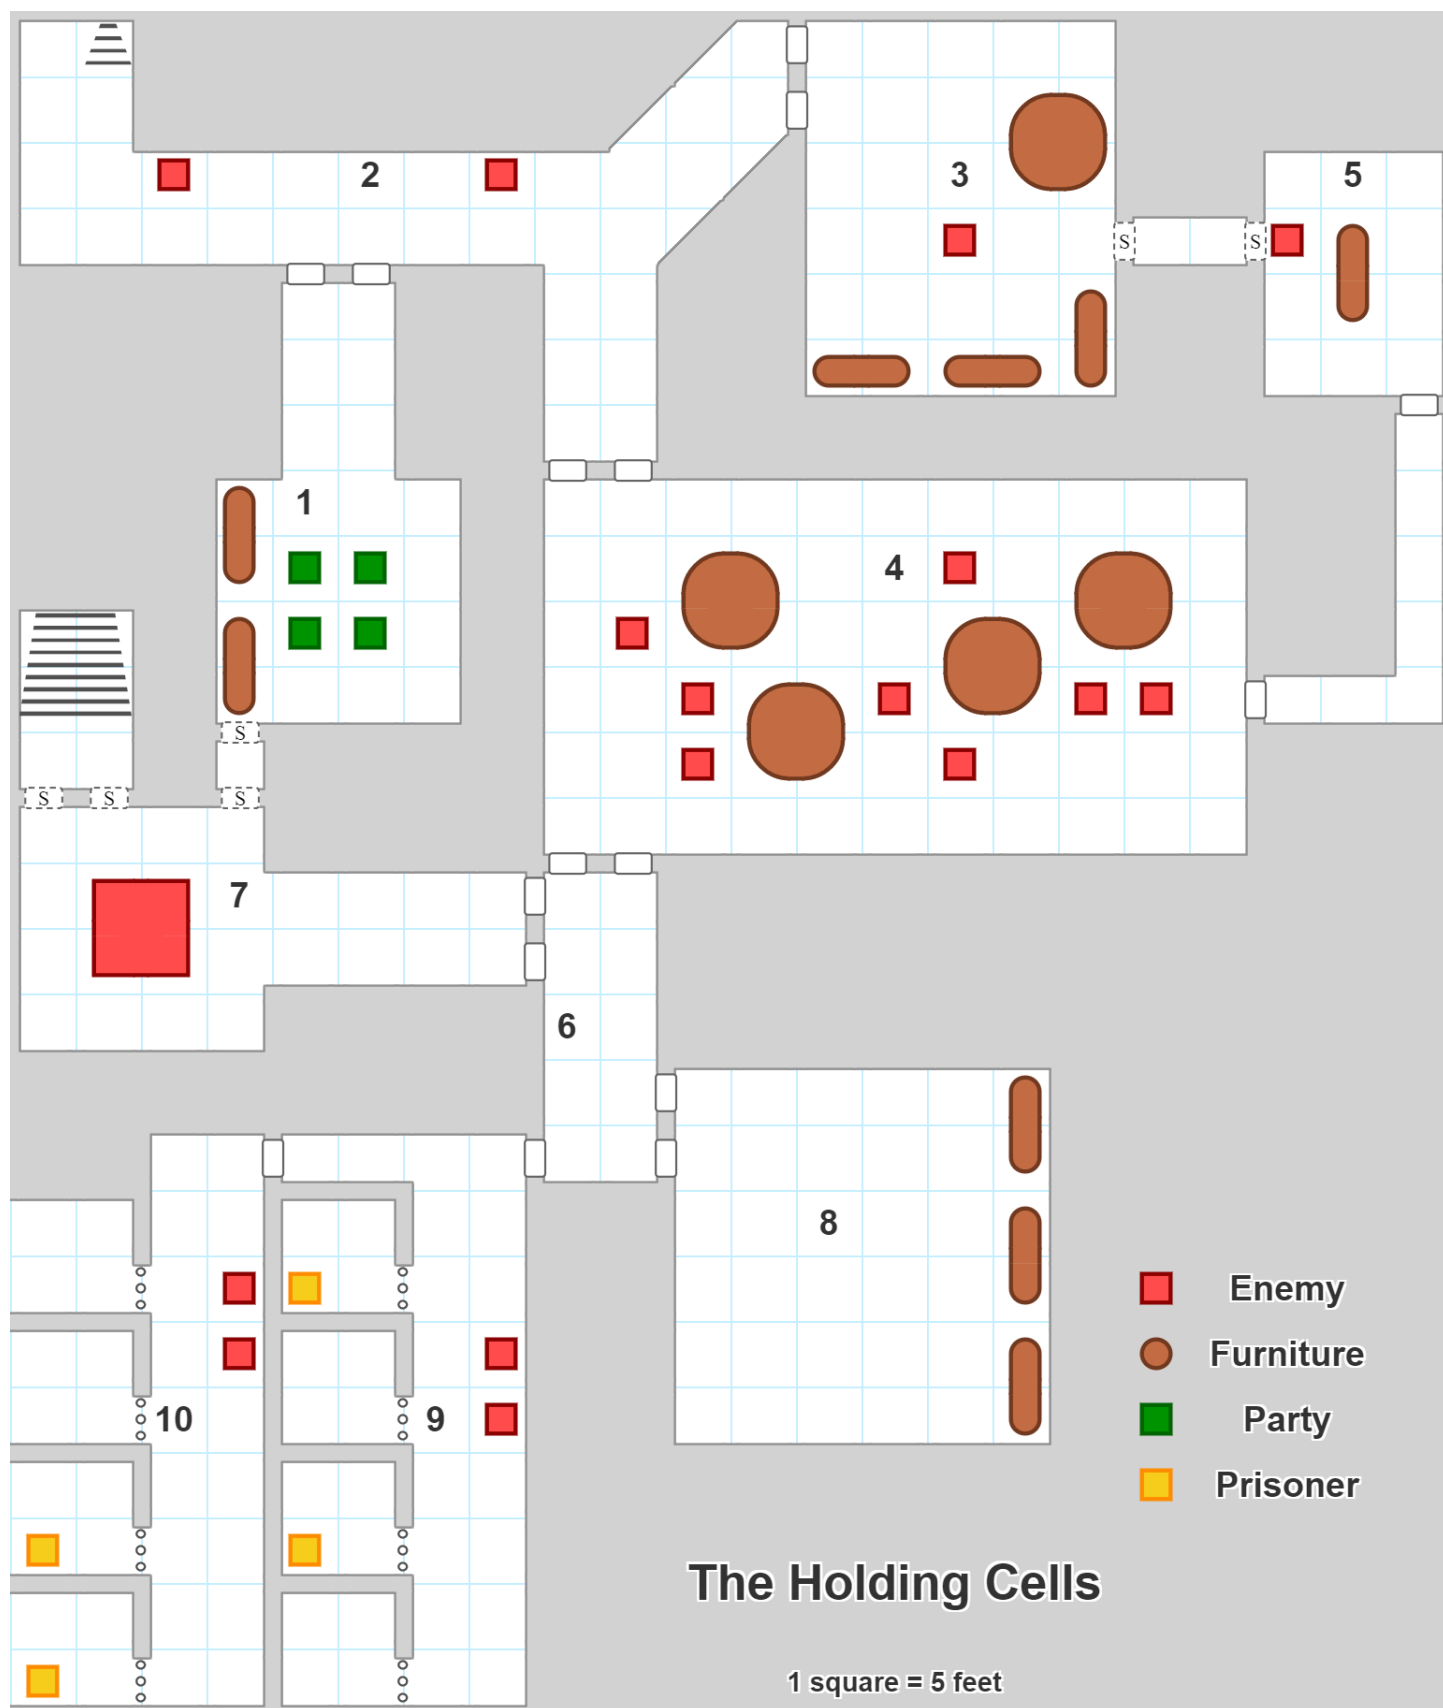 2
3
5
S
S
1
4
S
S
S
S
7
6
8
10
9
Enemy
Furniture
Party
Prisoner
The Holding Cells
1 square = 5 feet